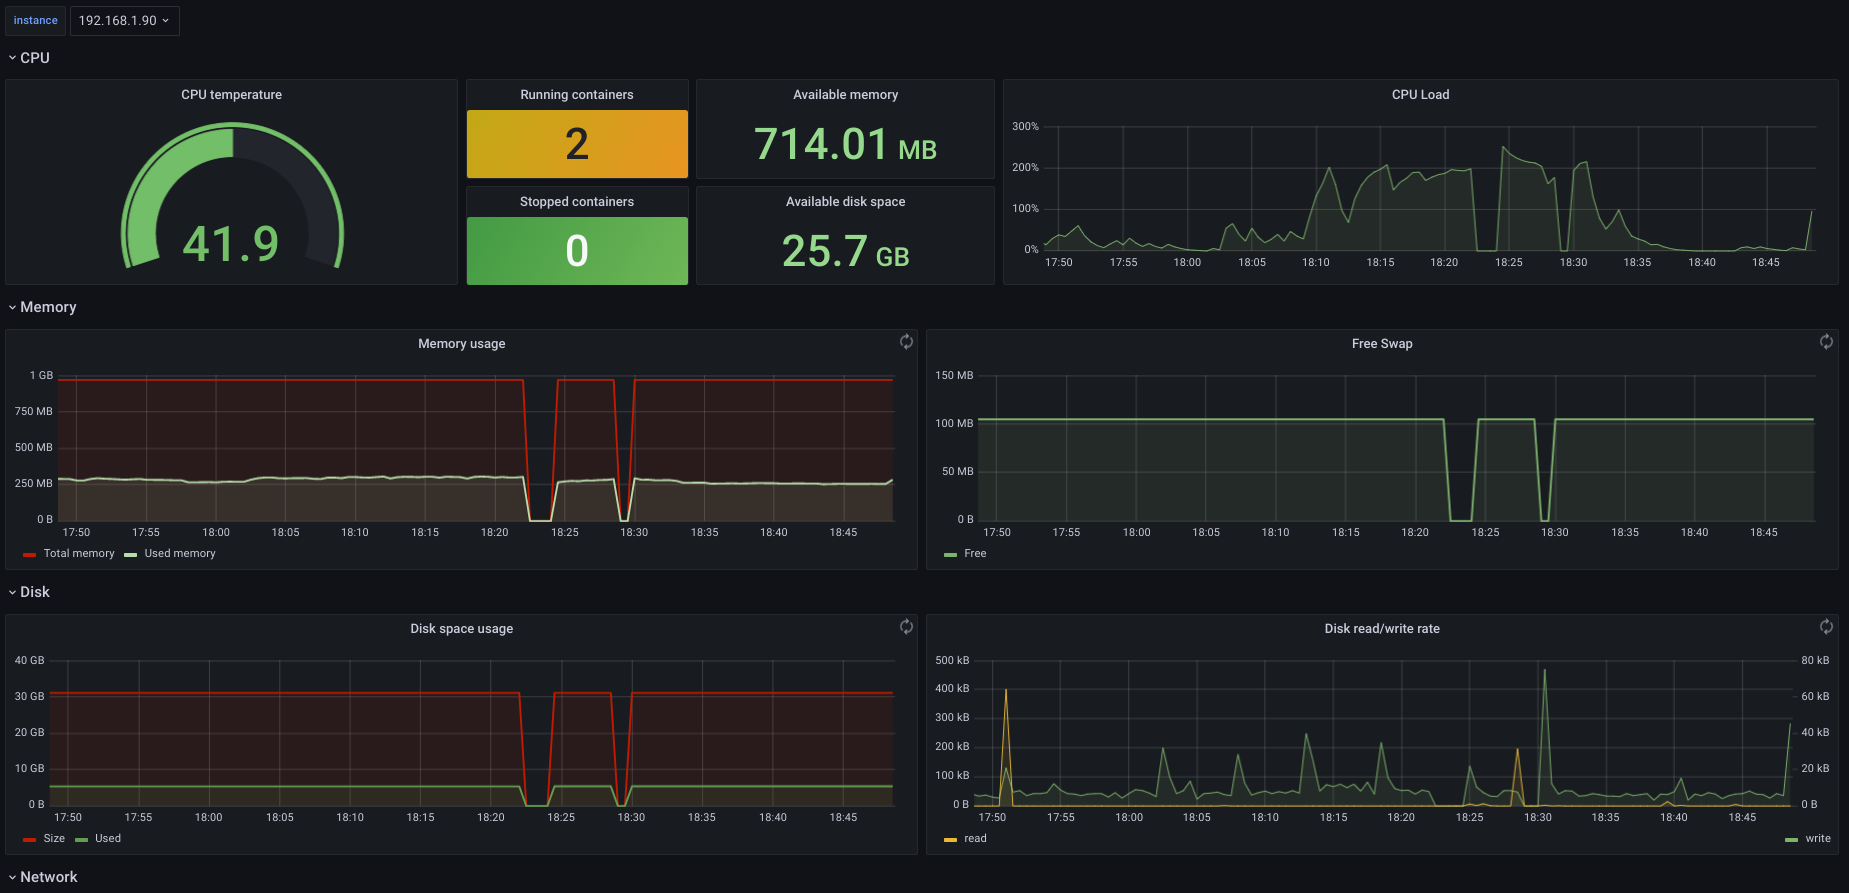 instance 192.168.1.90
CPU
CPU temperature
41.9
Running containers
2
Stopped containers
0
Available memory
714.01 MB
Available disk space
25.7 GB
CPU Load
300%
200%
100%
0%
17:50 17:55 18:00 18:05 18:10 18:15 18:20 18:25 18:30 18:35 18:40 18:45
Memory
Memory usage
1 GB
750 MB
500 MB
250 MB
0 B
17:50 17:55 18:00 18:05 18:10 18:15 18:20 18:25 18:30 18:35 18:40 18:45
Total memory Used memory
Free Swap
150 MB
100 MB
50 MB
0 B
17:50 17:55 18:00 18:05 18:10 18:15 18:20 18:25 18:30 18:35 18:40 18:45
Free
Disk
Disk space usage
40 GB
30 GB
20 GB
10 GB
0 B
17:50 17:55 18:00 18:05 18:10 18:15 18:20 18:25 18:30 18:35 18:40 18:45
Size Used
Disk read/write rate
500 kB
400 kB
300 kB
200 kB
100 kB
0 B
80 kB
60 kB
40 kB
20 kB
0 B
17:50 17:55 18:00 18:05 18:10 18:15 18:20 18:25 18:30 18:35 18:40 18:45
read write
Network